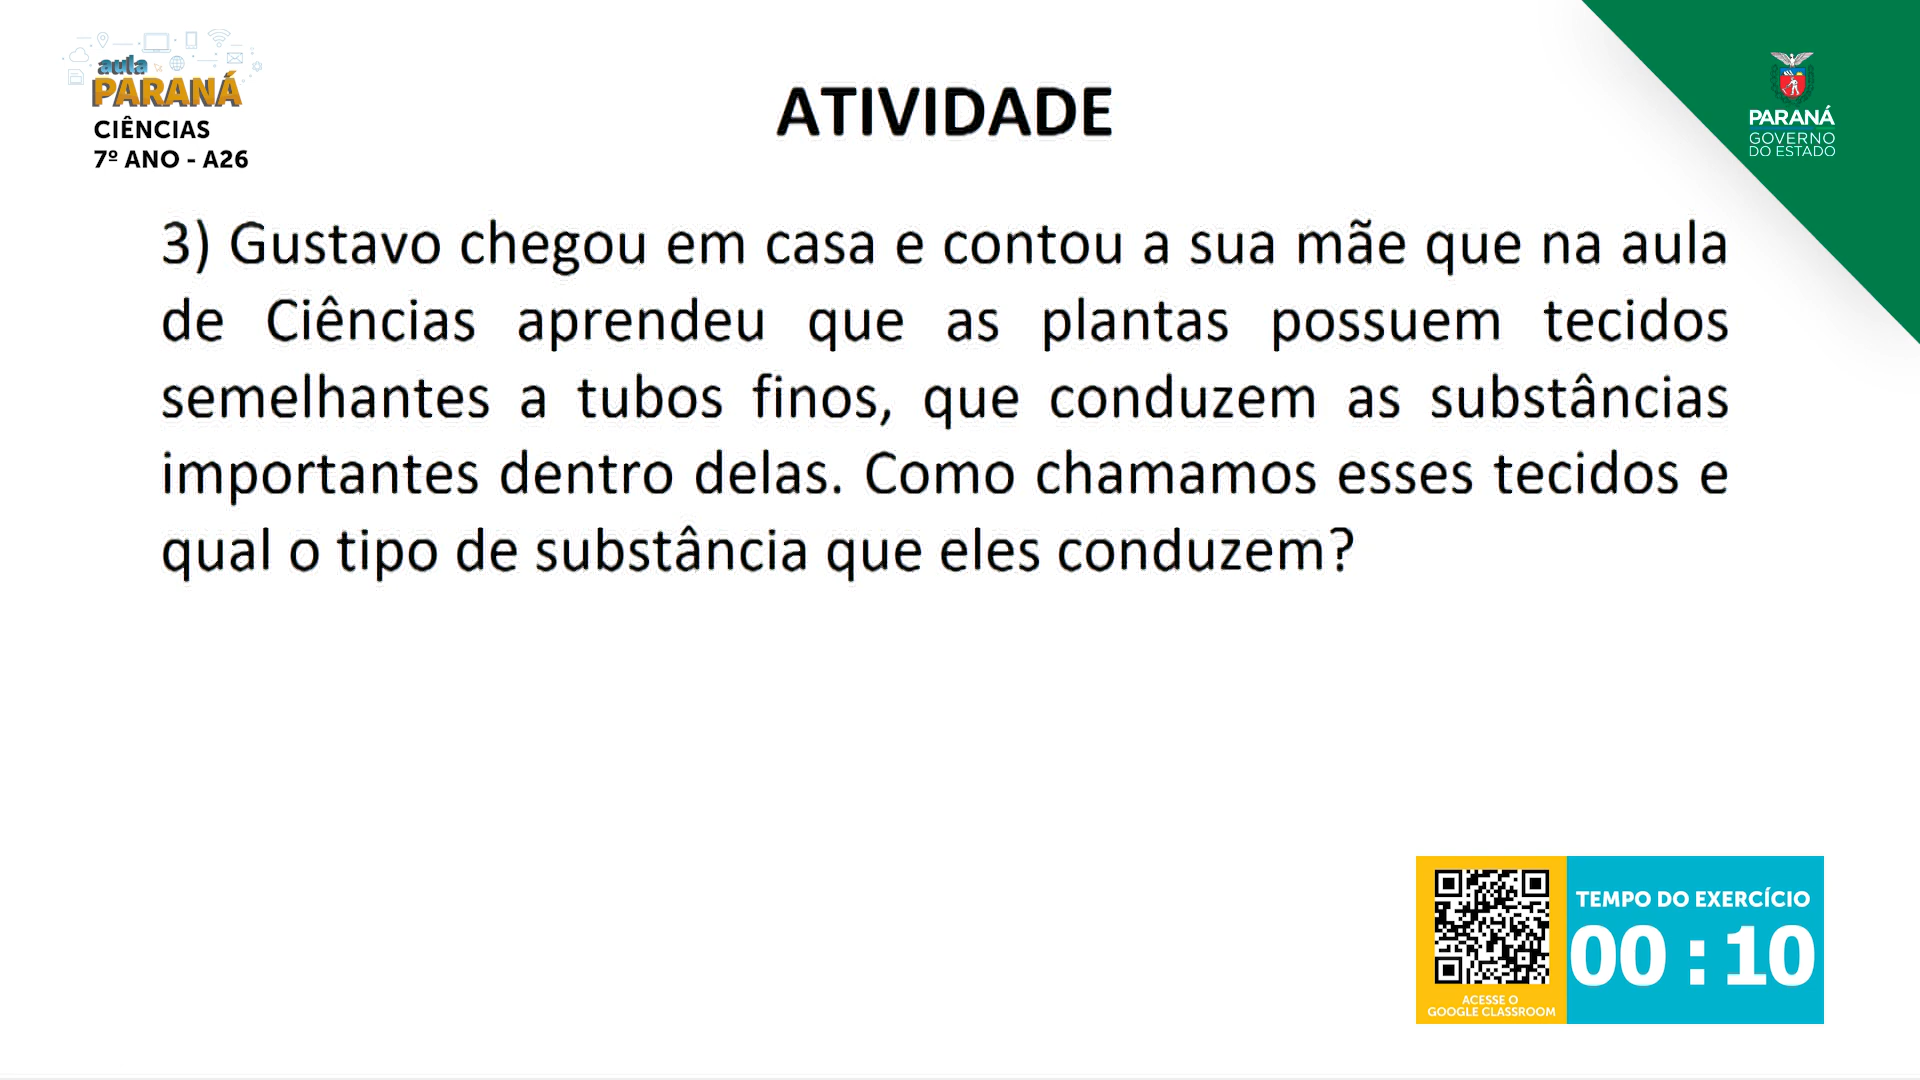 aula
PARANÁ
CIÊNCIAS
7º ANO - A26
ATIVIDADE
PARANÁ
GOVERNO
DO ESTADO
3) Gustavo chegou em casa e contou a sua mãe que na aula
de Ciências aprendeu que as plantas possuem tecidos
semelhantes a tubos finos, que conduzem as substâncias
importantes dentro delas. Como chamamos esses tecidos e
qual o tipo de substância que eles conduzem?
ACESSE O
GOOGLE CLASSROOM
TEMPO DO EXERCÍCIO
00 : 10